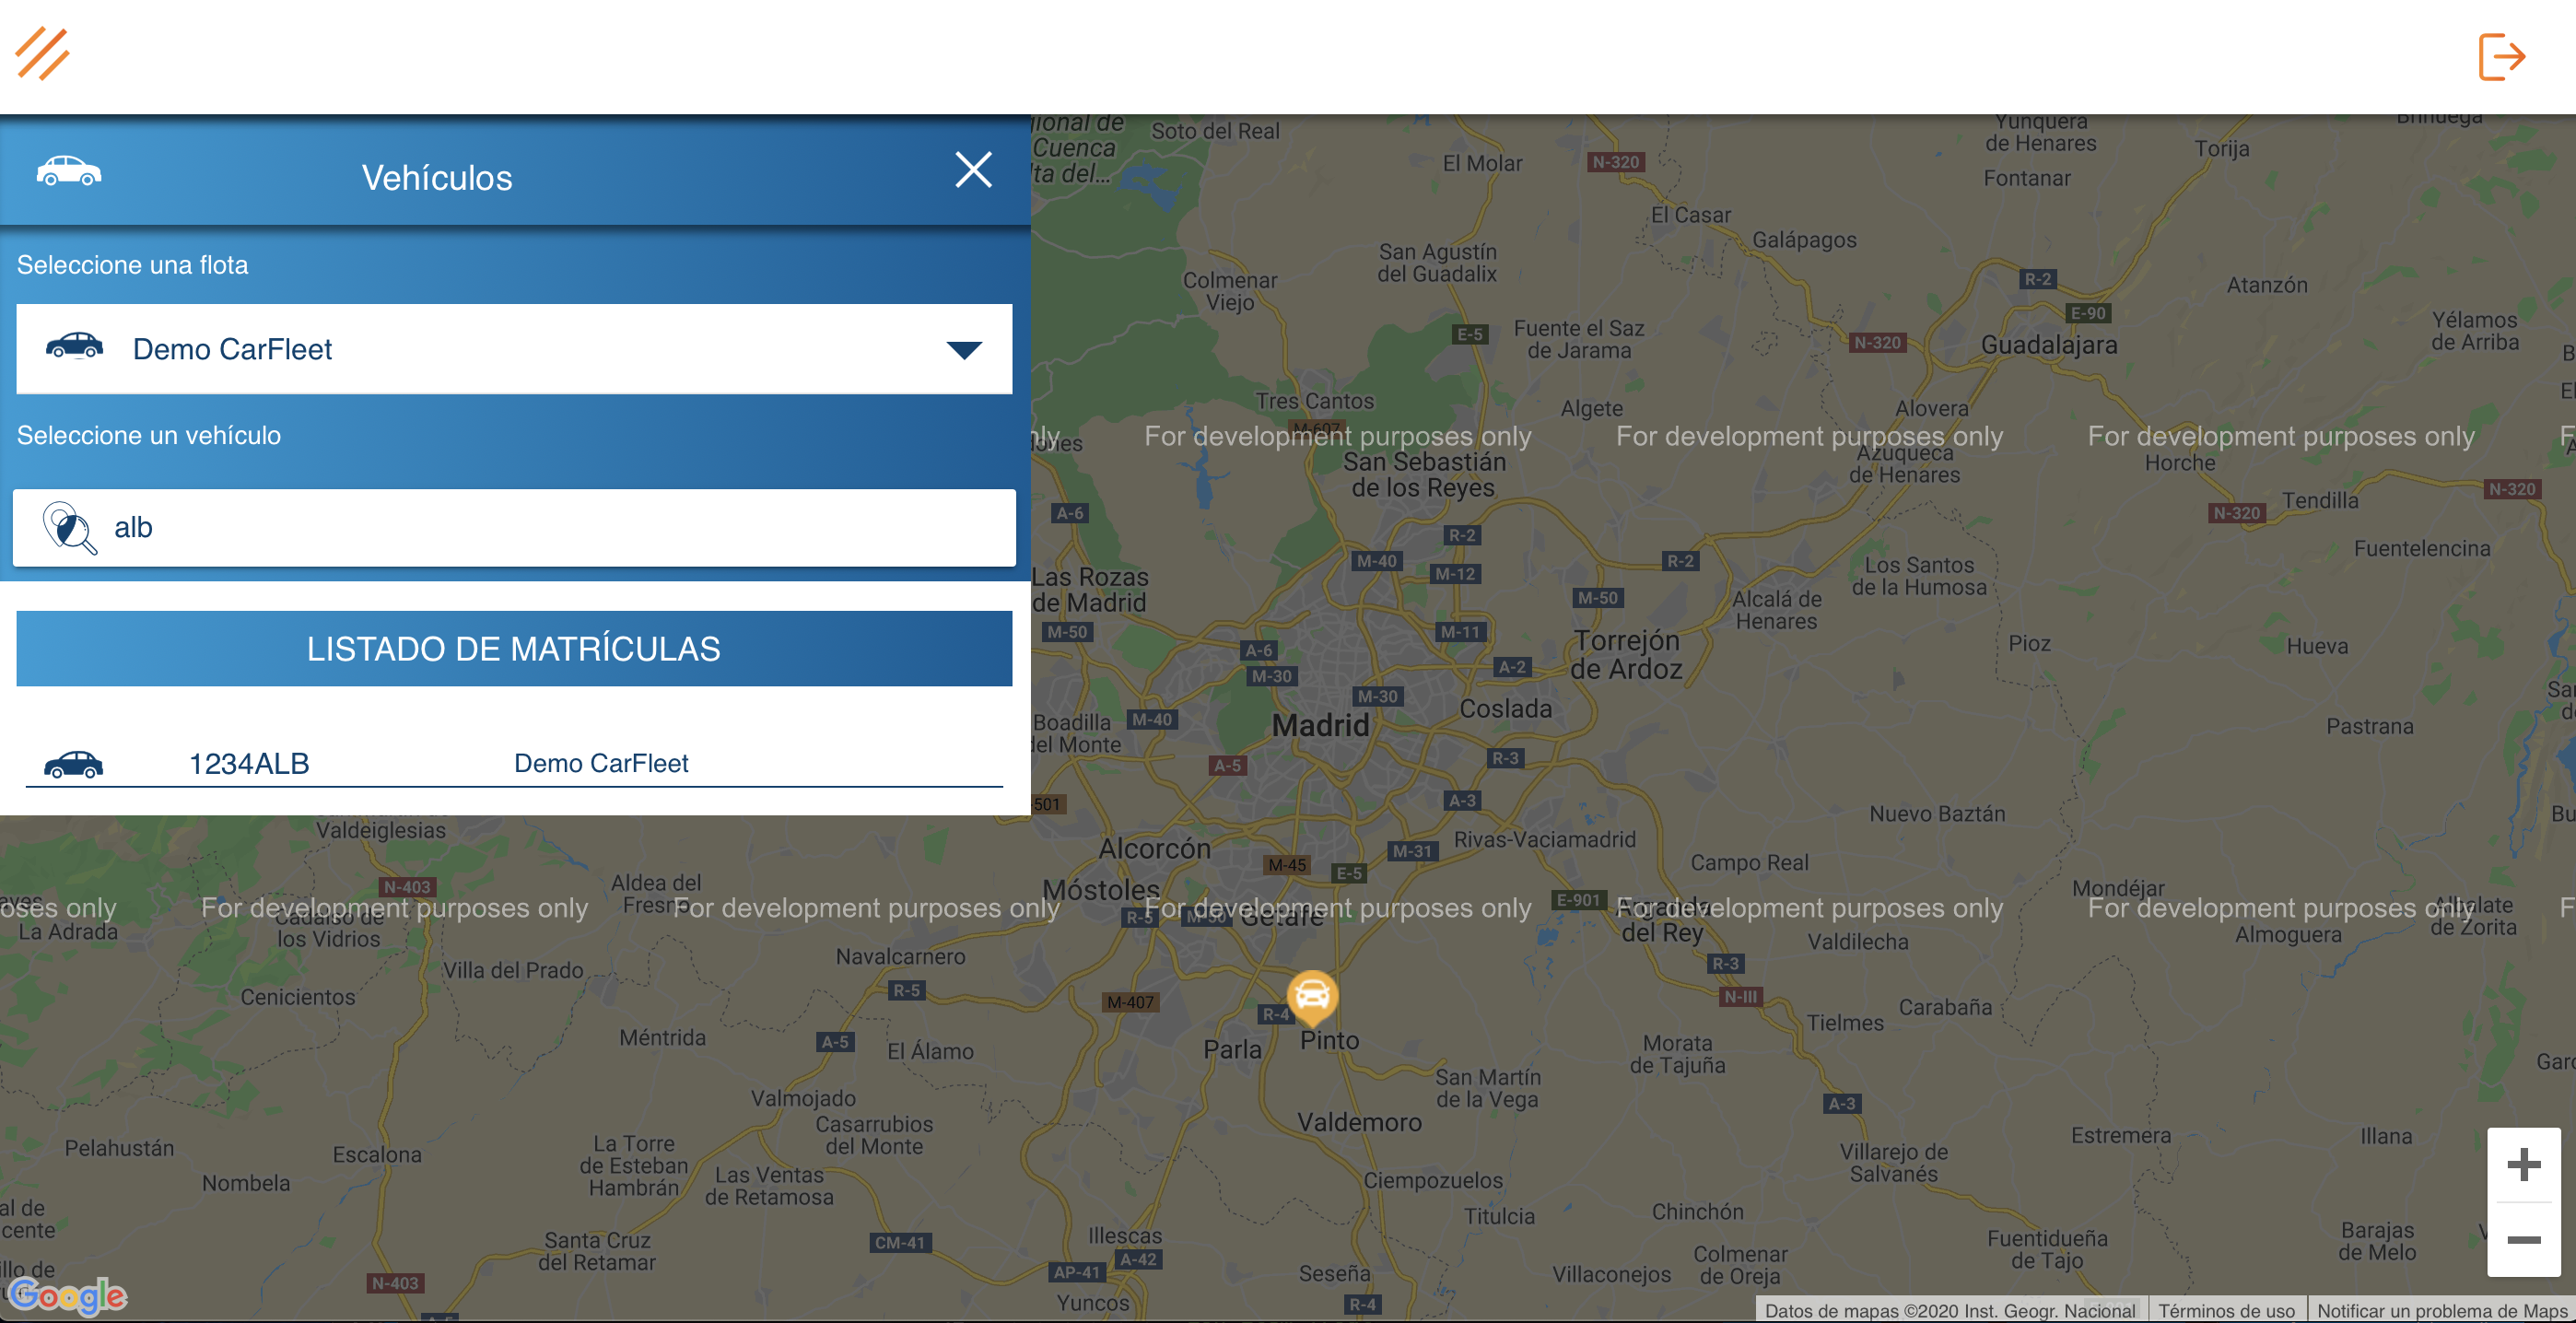 Vehículos
Seleccione una flota
Demo CarFleet
Seleccione un vehículo
alb
LISTADO DE MATRÍCULAS
1234ALB
Demo CarFleet
Soto del Real
El Molar
N-320
Yunquera
de Henares
Torija
Fontanar
Cuenca
El Casar
Galápagos
San Agustín
del Guadalix
Colmenar
Viejo
R-2
Atanzón
E-90
E-5
Fuente el Saz
de Jarama
N-320
Guadalajara
Yélamos
de Arriba
Tres Cantos
Algete
Alovera
M-607
For development purposes only
For development purposes only
For development purposes only
San Sebastián
de los Reyes
Azuqueca
de Henares
Horche
N-320
Tendilla
N-320
A-6
R-2
Fuentelencina
M-40
M-12
R-2
Los Santos
de la Humosa
Las Rozas
de Madrid
M-50
Alcalá de
Henares
M-50
M-11
Torrejón
de Ardoz
Pioz
Hueva
A-6
M-30
A-2
M-30
Coslada
Boadilla
del Monte
M-40
Madrid
Pastrana
A-5
R-3
A-3
Nuevo Baztán
Valdeiglesias
Alcorcón
M-45
E-5
M-31
Rivas-Vaciamadrid
Campo Real
N-403
Aldea del
Fresno
Móstoles
E-901
Mondéjar
For development purposes only
For development purposes only
For development purposes only
For development purposes only
For development purposes only
La Adrada
Cadalso de
los Vidrios
R-5
M-50
Getafe
Arganda
del Rey
Valdilecha
Almoguera
Albalate
de Zorita
Villa del Prado
Navalcarnero
R-3
Cenicientos
R-5
M-407
R-4
N-III
Carabaña
Tielmes
Méntrida
A-5
El Álamo
Parla
Pinto
Morata
de Tajuña
San Martín
de la Vega
Valmojado
A-3
Casarrubios
del Monte
Valdemoro
Pelahustán
Escalona
La Torre
de Esteban
Hambrán
Las Ventas
de Retamosa
Villarejo de
Salvanés
Estremera
Illana
Nombela
Ciempozuelos
Titulcia
Chinchón
Santa Cruz
del Retamar
CM-41
Illescas
A-42
AP-41
Colmenar
de Oreja
Fuentidueña
de Tajo
Barajas
de Melo
N-403
Seseña
Villaconejos
Yuncos
R-4
Google
Datos de mapas ©2020 Inst. Geogr. Nacional
Términos de uso
Notificar un problema de Maps